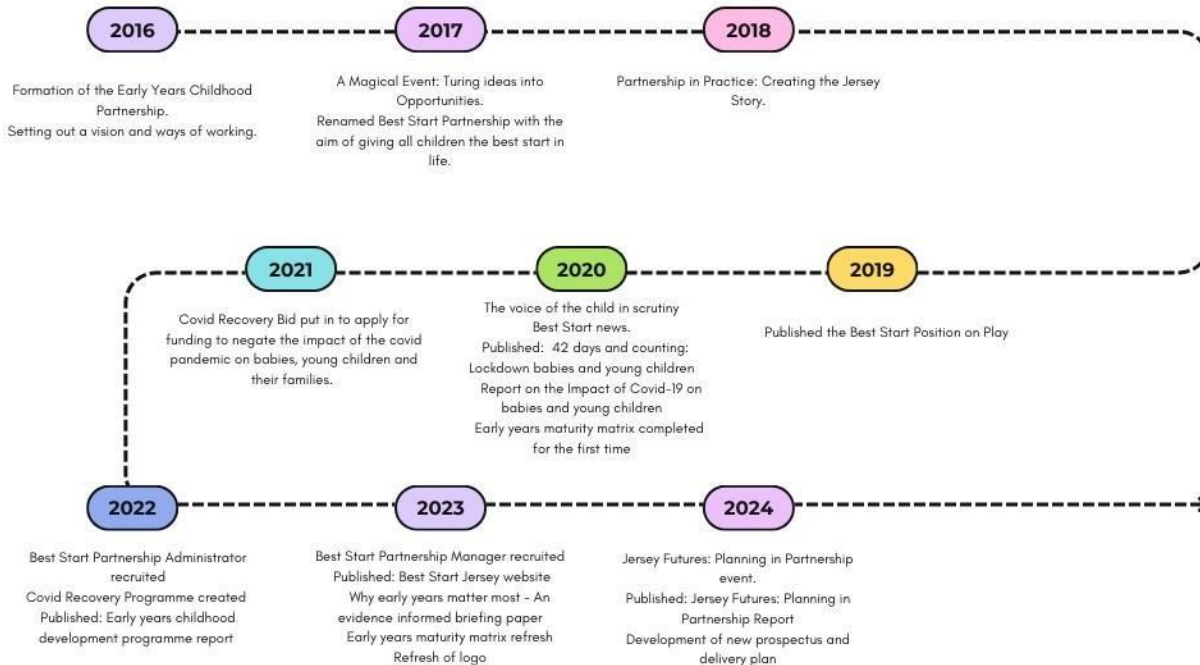 2016
2017
2018
Formation of the Early Years Childhood
Partnership.
Setting out a vision and ways of working.
A Magical Event: Turing ideas into
Opportunities.
Renamed Best Start Partnership with the
aim of giving all children the best start in
life.
Partnership in Practice: Creating the Jersey
Story.
2019
Published the Best Start Position on Play
2020
The voice of the child in scrutiny
Best Start news.
Published: 42 days and counting:
Lockdown babies and young children
Report on the Impact of Covid-19 on
babies and young children
Early years maturity matrix completed
for the first time
2021
Covid Recovery Bid put in to apply for
funding to negate the impact of the covid
pandemic on babies, young children and
their families.
2022
Best Start Partnership Administrator
recruited
Covid Recovery Programme created
Published: Early years childhood
development programme report
2023
Best Start Partnership Manager recruited
Published: Best Start Jersey website
Why early years matter most - An
evidence informed briefing paper
Early years maturity matrix refresh
Refresh of logo
2024
Jersey Futures: Planning in Partnership
event.
Published: Jersey Futures: Planning in
Partnership Report
Development of new prospectus and
delivery plan